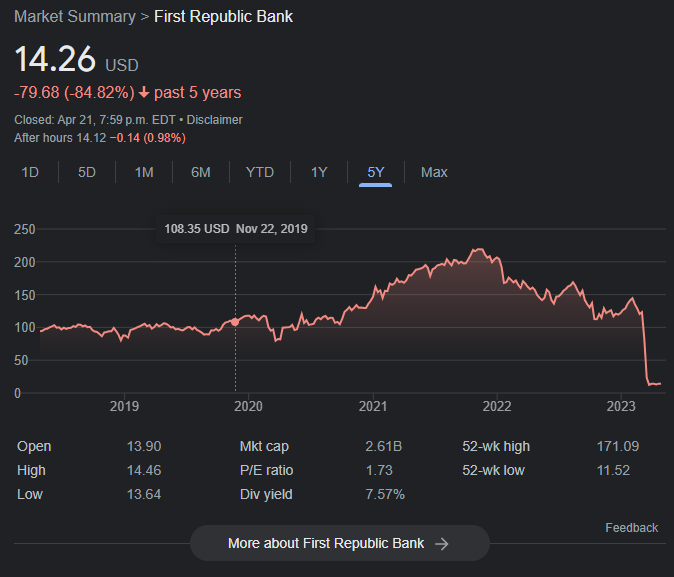 Market Summary > First Republic Bank
14.26 USD
-79.68 (-84.82%) ↓ past 5 years
Closed: Apr 21, 7:59 p.m. EDT • Disclaimer
After hours 14.12 −0.14 (0.98%)
1D 5D 1M 6M YTD 1Y 5Y Max
108.35 USD Nov 22, 2019
250
200
150
100
50
0
2019 2020 2021 2022 2023
Open 13.90 Mkt cap 2.61B 52-wk high 171.09
High 14.46 P/E ratio 1.73 52-wk low 11.52
Low 13.64 Div yield 7.57%
Feedback
More about First Republic Bank →